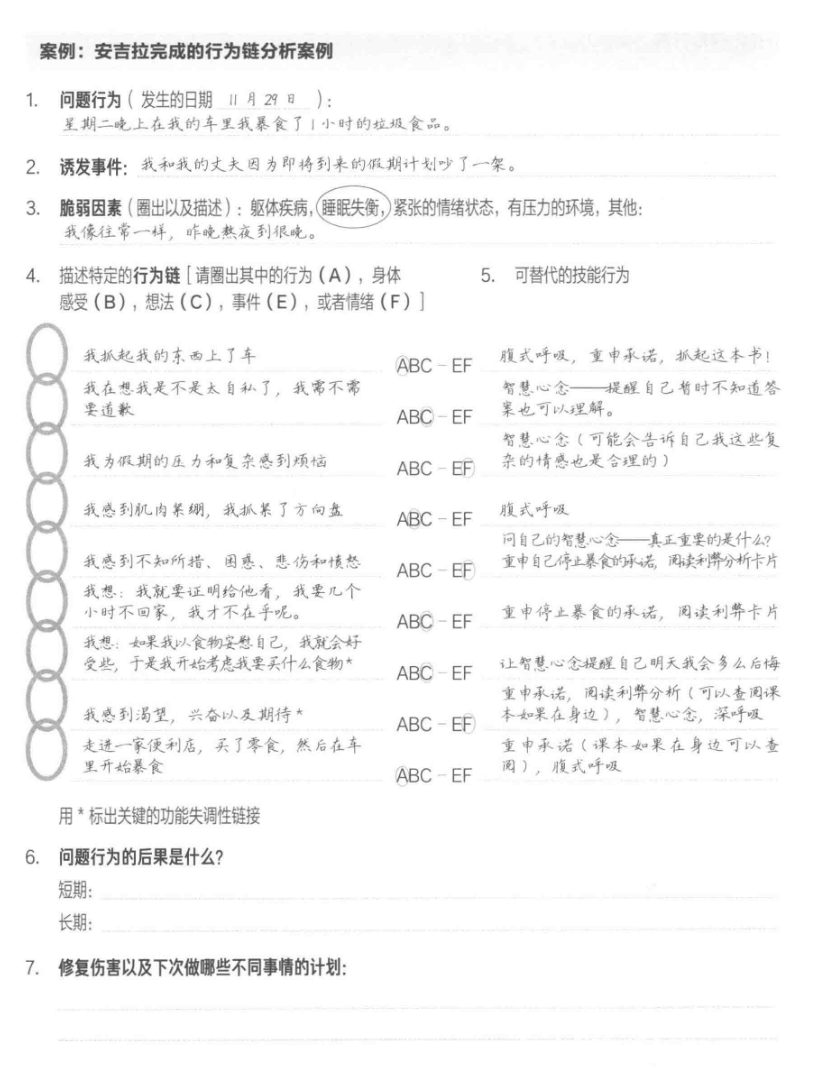 案例：安吉拉完成的行为链分析案例
1. 问题行为（发生的日期 11 月 29 日 ）：
星期二晚上在我的车里我暴食了1小时的垃圾食品。
2. 诱发事件：我和我的丈夫因为即将到来的假期计划吵了一架。
3. 脆弱因素（圈出以及描述）：躯体疾病，睡眠失衡，紧张的情绪状态，有压力的环境，其他：
我像往常一样，昨晚熬夜到很晚。
4. 描述特定的行为链［请圈出其中的行为（A），身体
感受（B），想法（C），事件（E），或者情绪（F）］
5. 可替代的技能行为
我抓起我的东西上了车
ABC－EF
腹式呼吸，重申承诺，抓起这本书！
我在想我是不是太自私了，我需不需
要道歉
ABC－EF
智慧心念——提醒自己暂时不知道答
案也可以理解。
我为假期的压力和复杂感到烦恼
ABC－EF
智慧心念（可能会告诉自己我这些复
杂的情感也是合理的）
我感到肌肉紧绷，我抓紧了方向盘
ABC－EF
腹式呼吸
我感到不知所措、困惑、悲伤和愤怒
ABC－EF
问自己的智慧心念——真正重要的是什么？
重申自己停止暴食的承诺，阅读利弊分析卡片
我想：我就要证明给他看，我要几个
小时不回家，我才不在乎呢。
ABC－EF
重申停止暴食的承诺，阅读利弊卡片
我想：如果我以食物安慰自己，我就会好
受些，于是我开始考虑我要买什么食物*
ABC－EF
让智慧心念提醒自己明天我会多么后悔
我感到渴望，兴奋以及期待*
ABC－EF
重申承诺，阅读利弊分析（可以查阅课
本如果在身边），智慧心念，深呼吸
走进一家便利店，买了零食，然后在车
里开始暴食
ABC－EF
重申承诺（课本如果在身边可以查
阅），腹式呼吸
用*标出关键的功能失调性链接
6. 问题行为的后果是什么？
短期：
长期：
7. 修复伤害以及下次做哪些不同事情的计划：